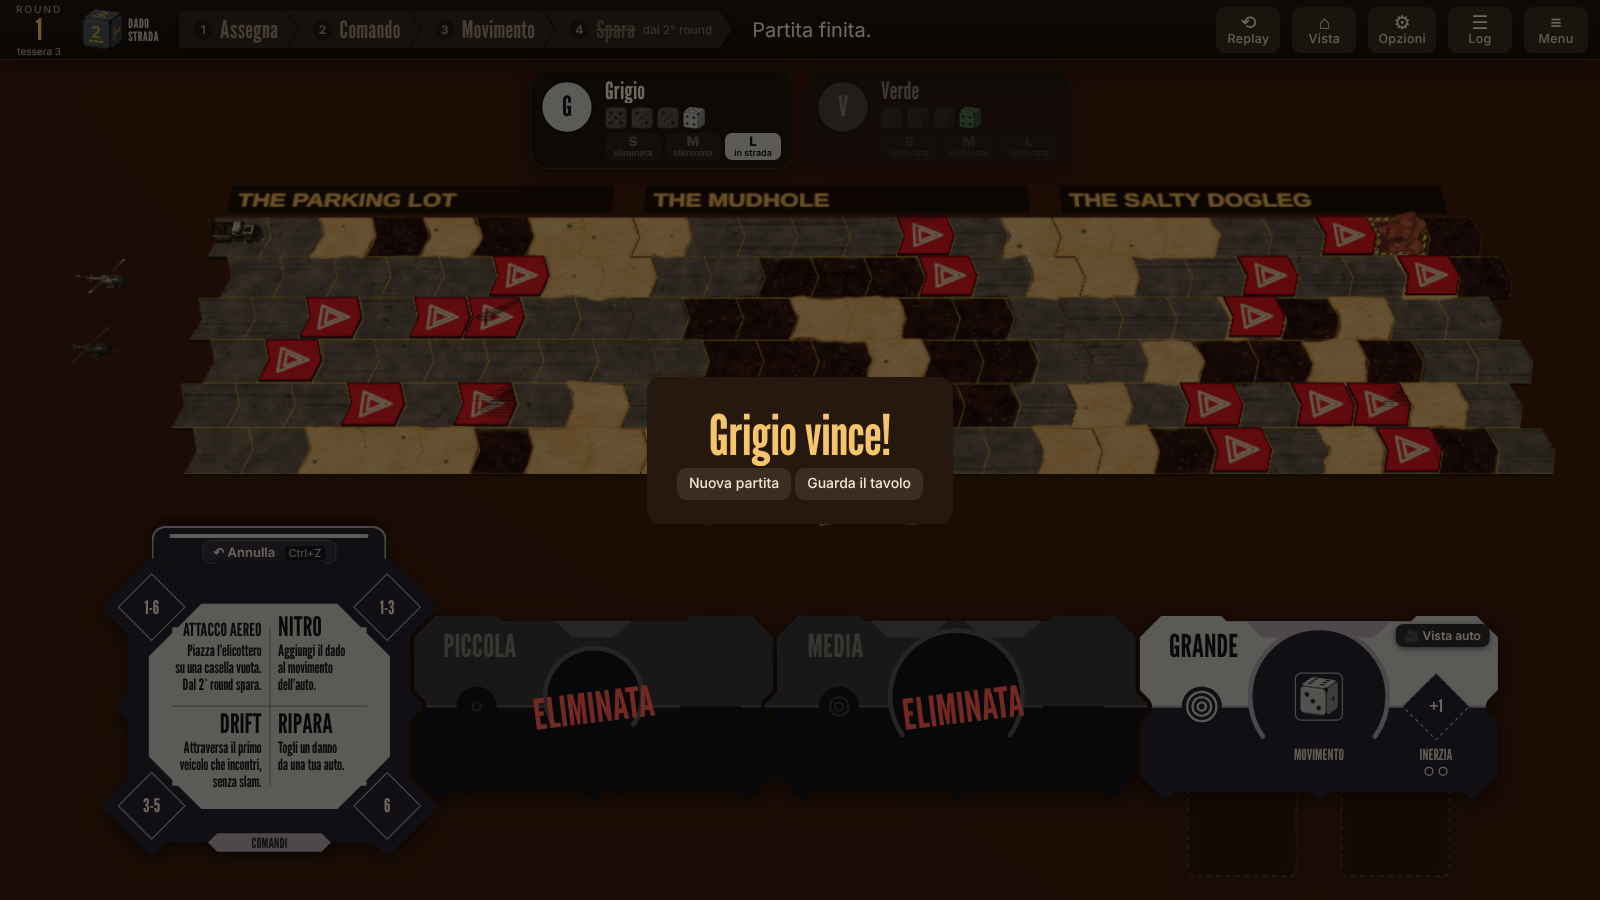 ROUND
1
tessera 3
2
DADO
STRADA
1 Assegna
2 Comando
3 Movimento
4 Spara dal 2° round
Partita finita.
Replay
Vista
Opzioni
Log
Menu
G
Grigio
S
eliminata
M
eliminata
L
in strada
V
Verde
S
eliminata
M
eliminata
L
eliminata
THE PARKING LOT
THE MUDHOLE
THE SALTY DOGLEG
Grigio vince!
Nuova partita
Guarda il tavolo
Annulla Ctrl+Z
1-6
1-3
ATTACCO AEREO
Piazza l'elicottero
su una casella vuota.
Dal 2° round spara.
NITRO
Aggiungi il dado
al movimento
dell'auto.
DRIFT
Attraversa il primo
veicolo che incontri,
senza slam.
RIPARA
Togli un danno
da una tua auto.
3-5
6
COMANDI
PICCOLA
ELIMINATA
MEDIA
ELIMINATA
GRANDE
Vista auto
+1
MOVIMENTO
INERZIA